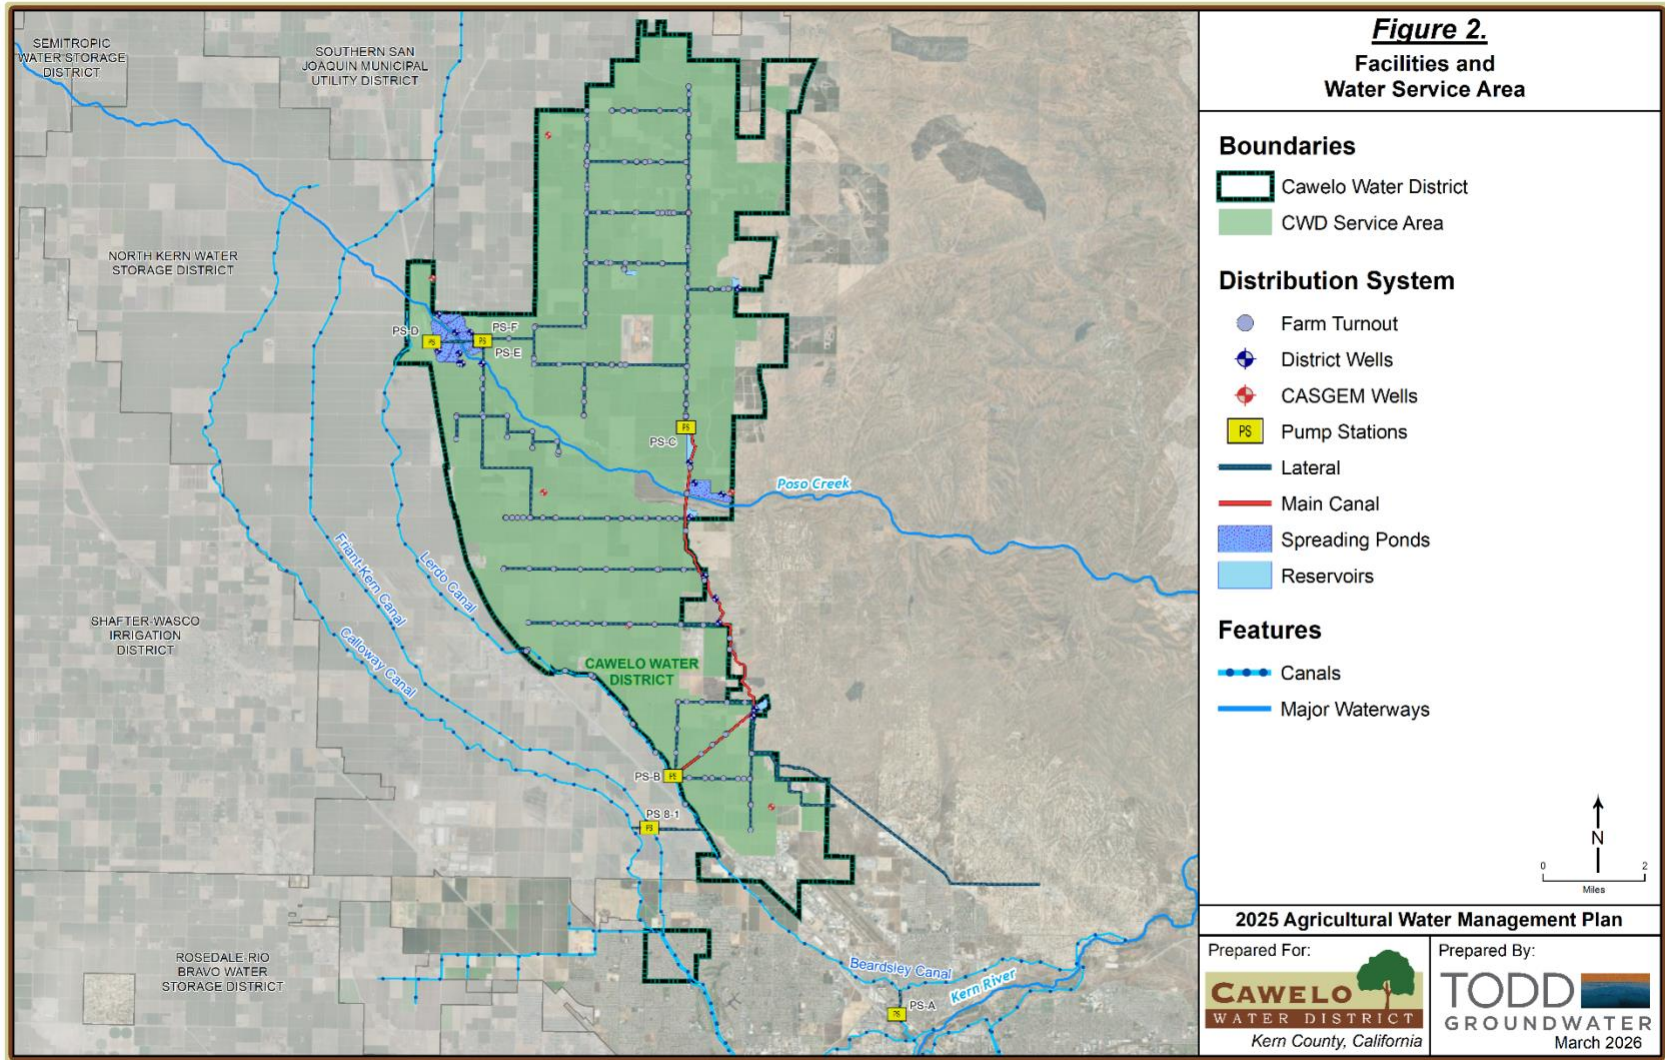 SEMITROPIC
WATER STORAGE
DISTRICT
SOUTHERN SAN
JOAQUIN MUNICIPAL
UTILITY DISTRICT
NORTH KERN WATER
STORAGE DISTRICT
PS-D
PS
PS
PS-F
PS-E
PS
PS-C
Poso Creek
Friant-Kern Canal
Lerdo Canal
Calloway Canal
SHAFTER-WASCO
IRRIGATION
DISTRICT
CAWELO WATER
DISTRICT
PS-B
PS
PS 8-1
PS
ROSEDALE-RIO
BRAVO WATER
STORAGE DISTRICT
Beardsley Canal
Kern River
PS-A
PS
Figure 2.
Facilities and
Water Service Area
Boundaries
Cawelo Water District
CWD Service Area
Distribution System
Farm Turnout
District Wells
CASGEM Wells
PS Pump Stations
Lateral
Main Canal
Spreading Ponds
Reservoirs
Features
Canals
Major Waterways
N
0 2
Miles
2025 Agricultural Water Management Plan
Prepared For:
CAWELO
WATER DISTRICT
Kern County, California
Prepared By:
TODD
GROUNDWATER
March 2026